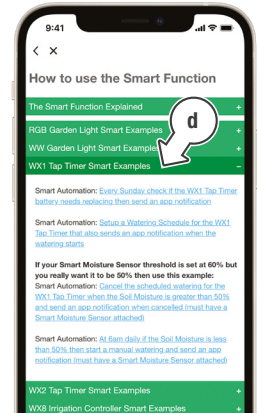 9:41
How to use the Smart Function
The Smart Function Explained +
RGB Garden Light Smart Examples +
WW Garden Light Smart Examples
WX1 Tap Timer Smart Examples –
d
Smart Automation: Every Sunday check if the WX1 Tap Timer
battery needs replacing then send an app notification
Smart Automation: Setup a Watering Schedule for the WX1
Tap Timer that also sends an app notification when the
watering starts
If your Smart Moisture Sensor threshold is set at 60% but
you really want it to be 50% then use this example:
Smart Automation: Cancel the scheduled watering for the
WX1 Tap Timer when the Soil Moisture is greater than 50%
and send an app notification when cancelled (must have a
Smart Moisture Sensor attached)
Smart Automation: At 6am daily if the Soil Moisture is less
than 50% then start a manual watering and send an app
notification (must have a Smart Moisture Sensor attached)
WX2 Tap Timer Smart Examples +
WX8 Irrigation Controller Smart Examples +